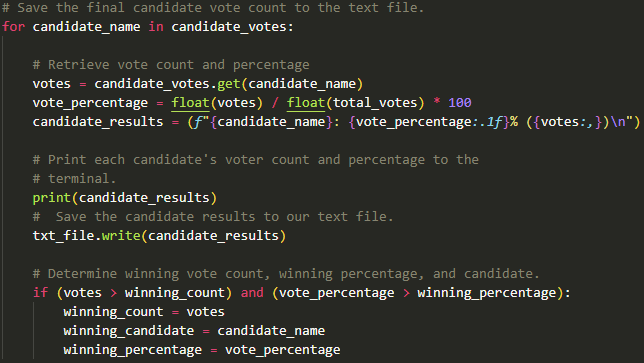 # Save the final candidate vote count to the text file.
for candidate_name in candidate_votes:
# Retrieve vote count and percentage
votes = candidate_votes.get(candidate_name)
vote_percentage = float(votes) / float(total_votes) * 100
candidate_results = (f"{candidate_name}: {vote_percentage:.1f}% ({votes:,})\n")
# Print each candidate's voter count and percentage to the
# terminal.
print(candidate_results)
#  Save the candidate results to our text file.
txt_file.write(candidate_results)
# Determine winning vote count, winning percentage, and candidate.
if (votes > winning_count) and (vote_percentage > winning_percentage):
winning_count = votes
winning_candidate = candidate_name
winning_percentage = vote_percentage